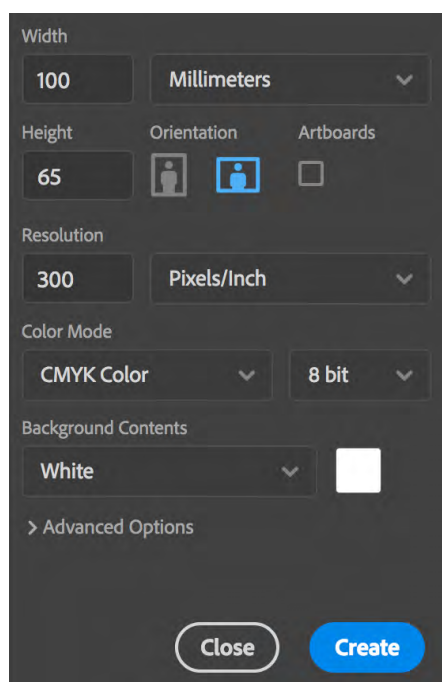 Width
100 Millimeters
Height Orientation Artboards
65
Resolution
300 Pixels/Inch
Color Mode
CMYK Color 8 bit
Background Contents
White
> Advanced Options
Close Create